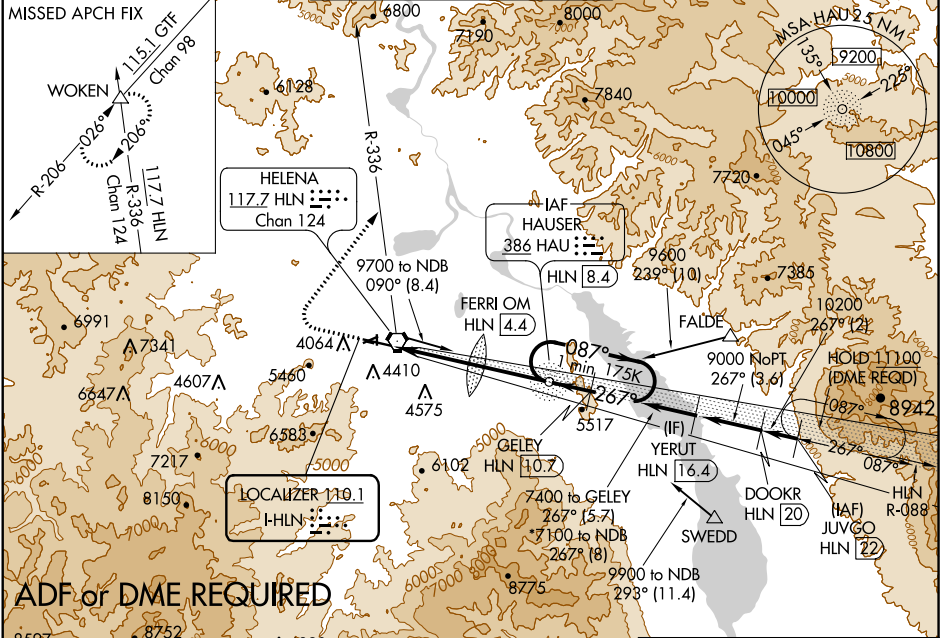 MISSED APCH FIX
115.1 GTF
Chan 98
WOKEN
026°
206°
R-206
117.7 HLN
R-336
Chan 124
6800
7190
8000
6128
7840
R-336
MSA HAU 25 NM
135°
9200
5000
225°
10000
045°
10800
HELENA
117.7 HLN
Chan 124
IAF
HAUSER
386 HAU
HLN 8.4
7720
6000
9700 to NDB
090° (8.4)
9600
239° (10)
7385
FERRI OM
HLN 4.4
FALDE
10200
267° (2)
6991
7341
4064
087°
1 min, 175K
267°
9000 NoPT
267° (3.6)
HOLD 11100
(DME REQD)
6647
4607
5460
4410
4575
5517
087°
8942
267°
087°
6583
GELEY
HLN 10.7
(IF)
YERUT
HLN 16.4
7217
5000
6102
8150
LOCALIZER 110.1
I-HLN
7400 to GELEY
267° (5.7)
*7100 to NDB
267° (8)
DOOKR
HLN 20
(IAF)
JUVGO
HLN 22
HLN
R-088
SWEDD
9900 to NDB
293° (11.4)
8775
ADF or DME REQUIRED
8752